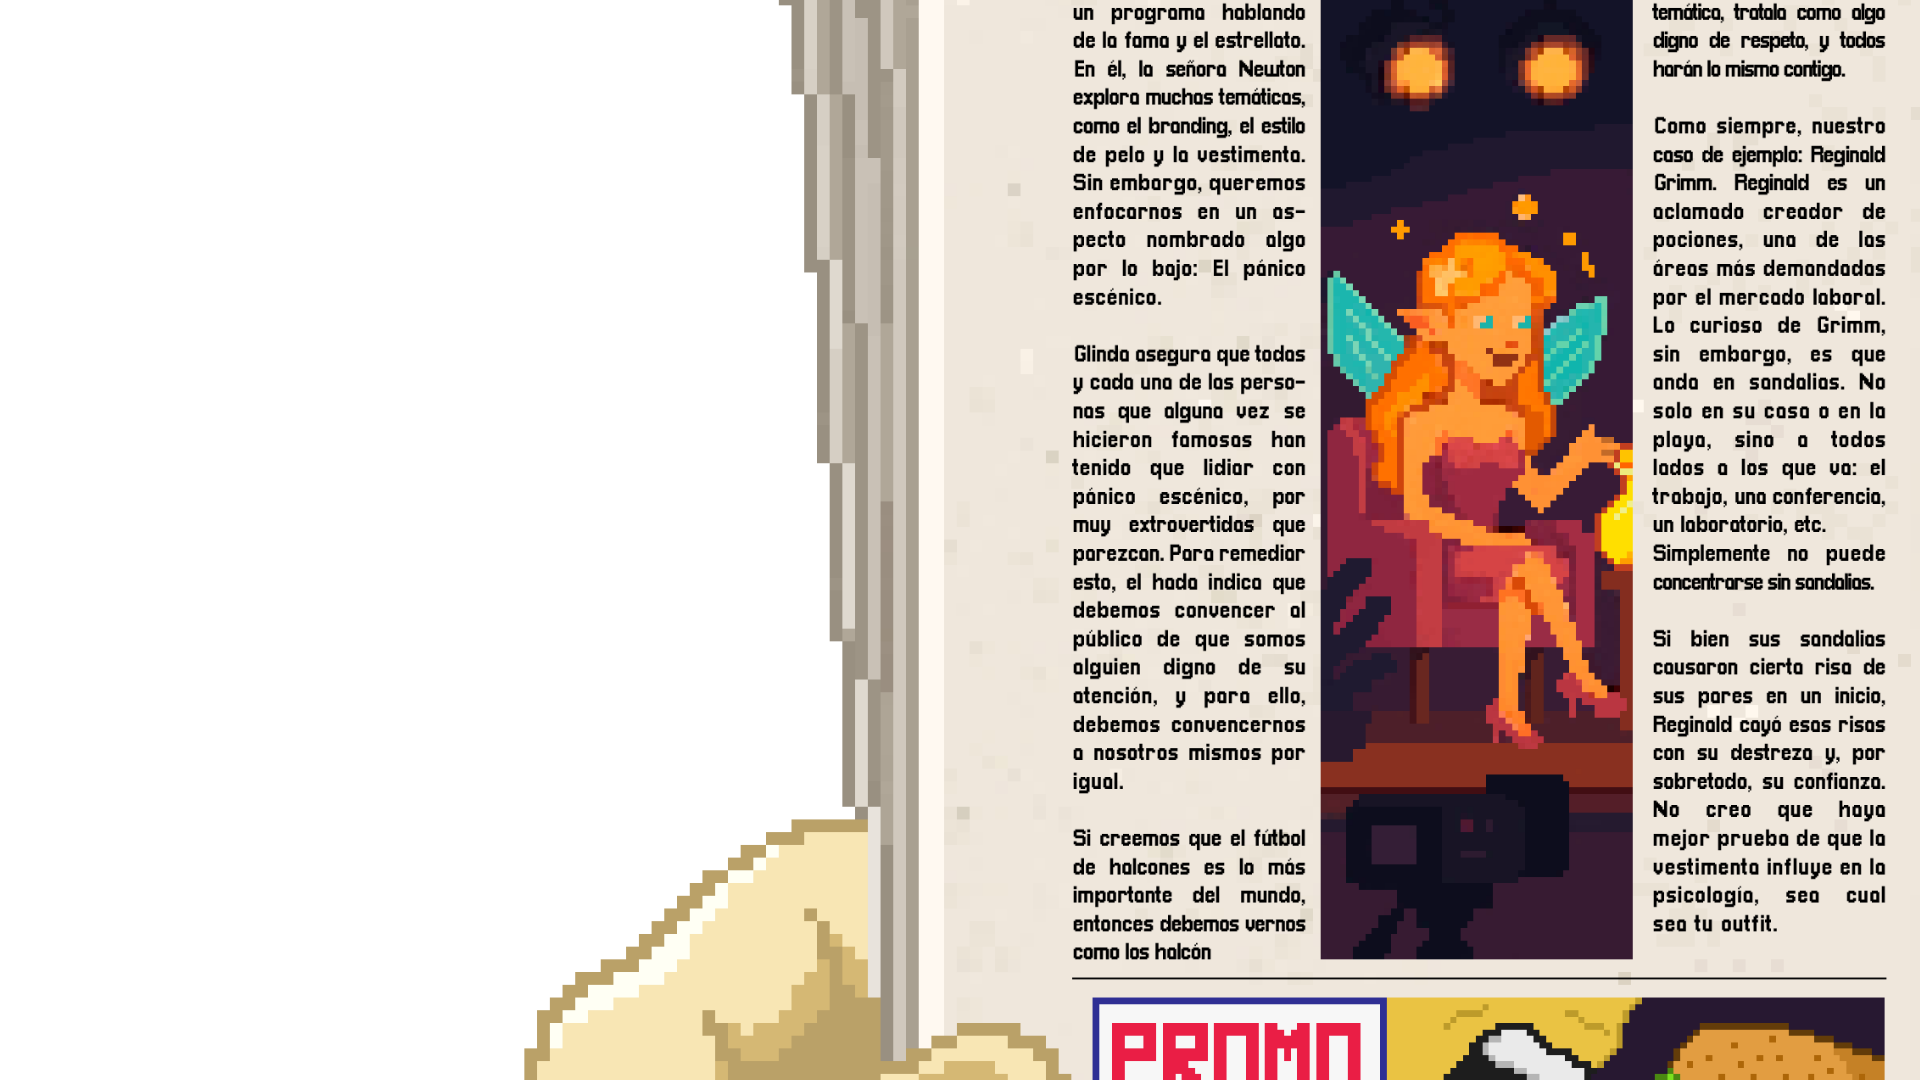 un programa hablando
de la fama y el estrellato.
En él, la señora Newton
explora muchas temáticas,
como el branding, el estilo
de pelo y la vestimenta.
Sin embargo, queremos
enfocarnos en un as-
pecto nombrado algo
por lo bajo: El pánico
escénico.
Glinda asegura que todas
y cada una de las perso-
nas que alguna vez se
hicieron famosas han
tenido que lidiar con
pánico escénico, por
muy extrovertidas que
parezcan. Para remediar
esto, el hada indica que
debemos convencer al
público de que somos
alguien digno de su
atención, y para ello,
debemos convencernos
a nosotros mismos por
igual.
Si creemos que el fútbol
de halcones es lo más
importante del mundo,
entonces debemos vernos
como los halcón
temática, tratala como algo
digno de respeto, y todos
harán lo mismo contigo.
Como siempre, nuestro
caso de ejemplo: Reginald
Grimm. Reginald es un
aclamado creador de
pociones, una de las
áreas más demandadas
por el mercado laboral.
Lo curioso de Grimm,
sin embargo, es que
anda en sandalias. No
solo en su casa o en la
playa, sino a todos
lados a los que va: el
trabajo, una conferencia,
un laboratorio, etc.
Simplemente no puede
concentrarse sin sandalias.
Si bien sus sandalias
causaron cierta risa de
sus pares en un inicio,
Reginald cayó esas risas
con su destreza y, por
sobretodo, su confianza.
No creo que haya
mejor prueba de que la
vestimenta influye en la
psicología, sea cual
sea tu outfit.
PROMO